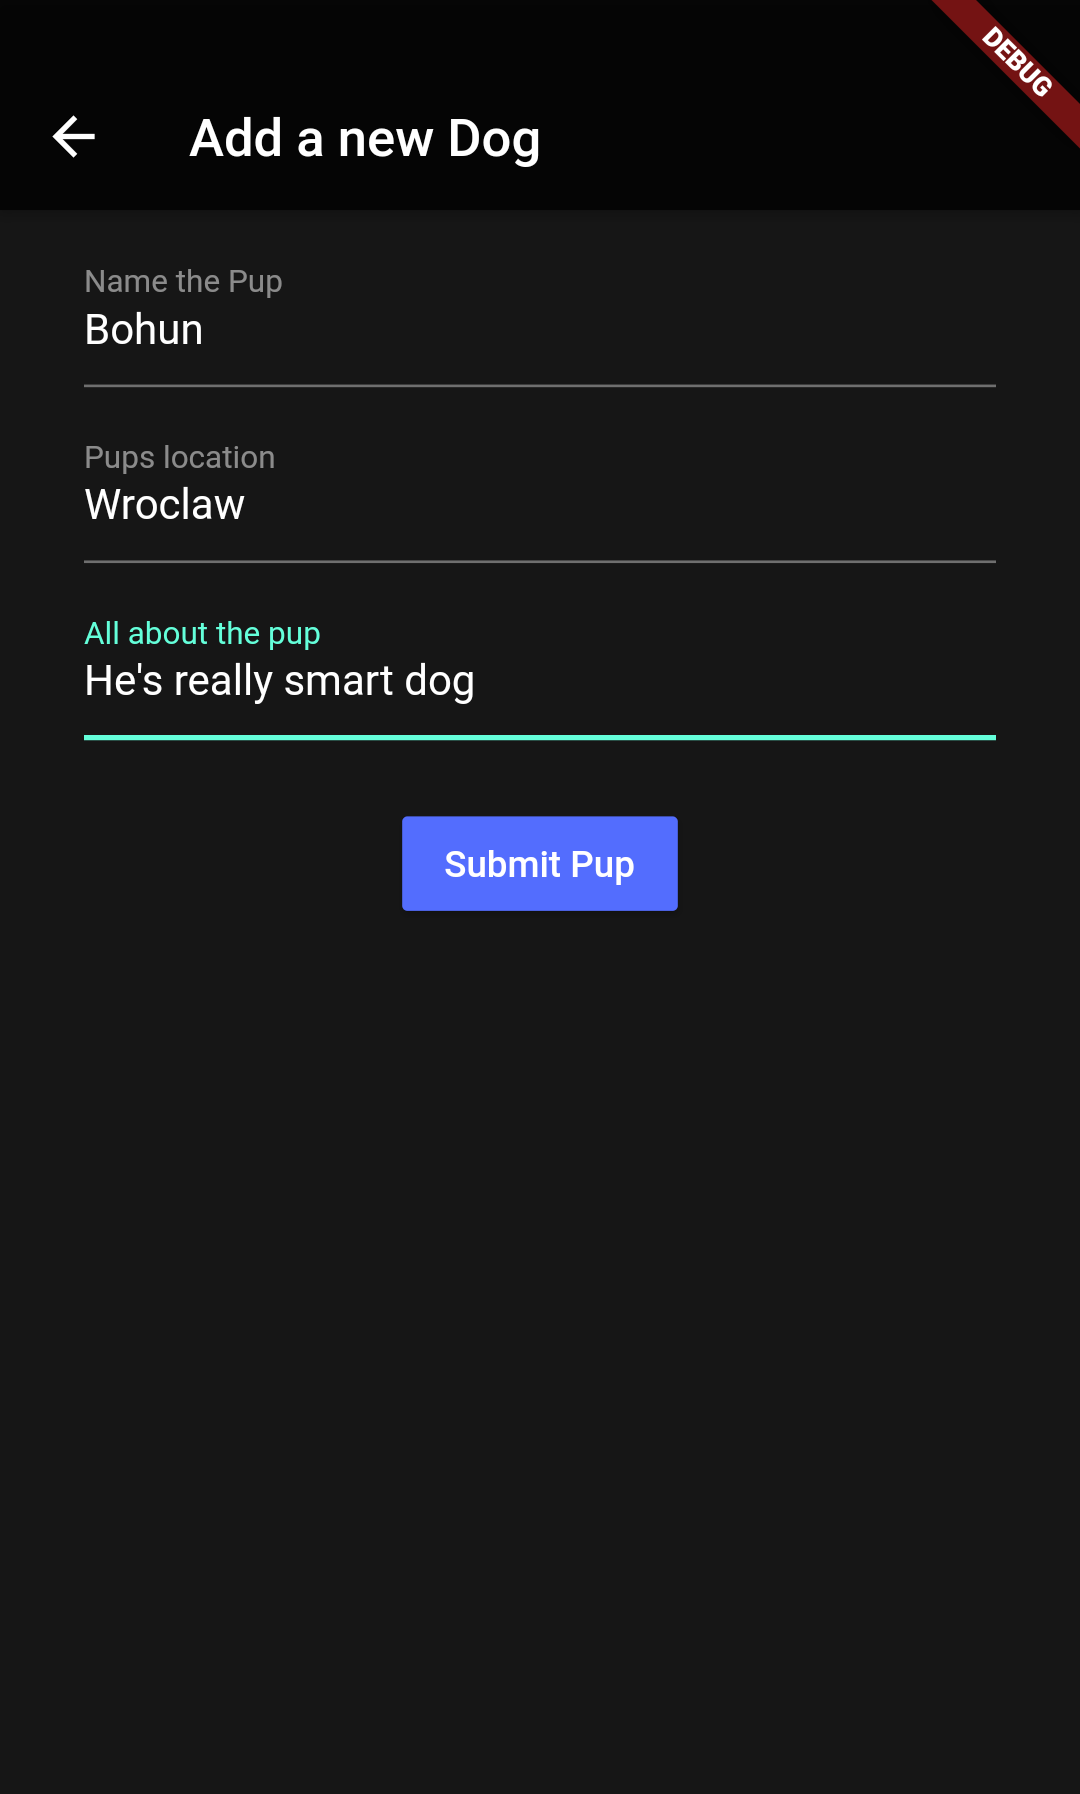 DEBUG
Add a new Dog
Name the Pup
Bohun
Pups location
Wroclaw
All about the pup
He's really smart dog
Submit Pup